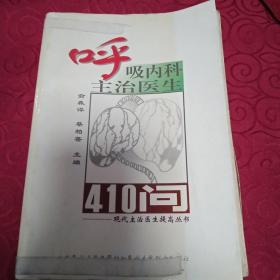 呼吸内科
主治医生
俞森洋 蔡柏蔷 主编
410问
——现代主治医生提高丛书